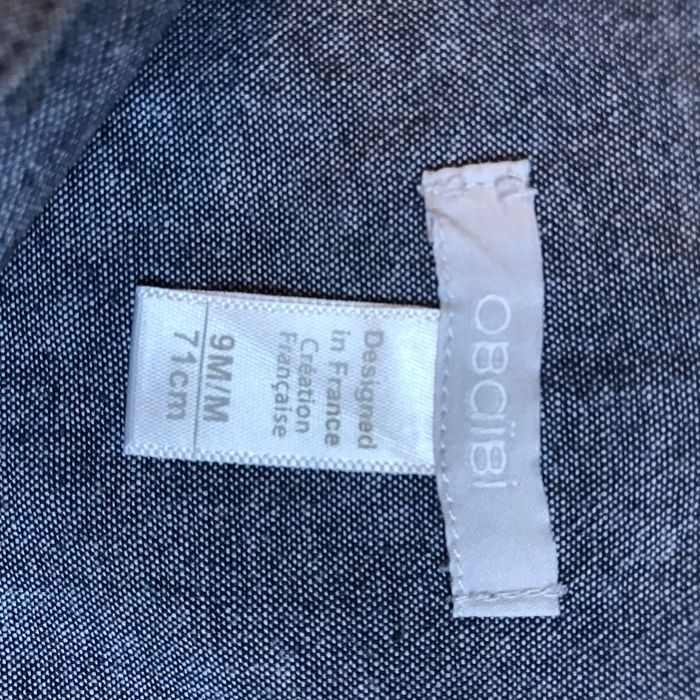 OBAÏBI
Designed
in France
Création
Française
9M/M
71cm